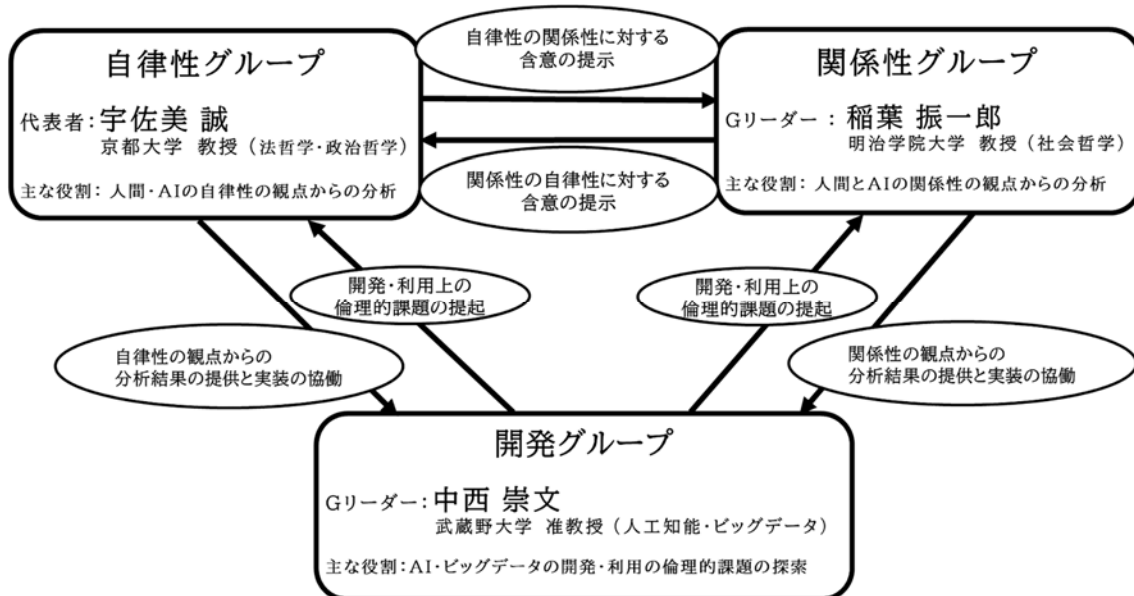 自律性グループ
代表者：宇佐美 誠
京都大学 教授（法哲学・政治哲学）
主な役割：人間・AIの自律性の観点からの分析
自律性の関係性に対する
含意の提示
関係性の自律性に対する
含意の提示
関係性グループ
Gリーダー：稲葉 振一郎
明治学院大学 教授（社会哲学）
主な役割：人間とAIの関係性の観点からの分析
開発・利用上の
倫理的課題の提起
開発・利用上の
倫理的課題の提起
自律性の観点からの
分析結果の提供と実装の協働
関係性の観点からの
分析結果の提供と実装の協働
開発グループ
Gリーダー：中西 崇文
武蔵野大学 准教授（人工知能・ビッグデータ）
主な役割：AI・ビッグデータの開発・利用の倫理的課題の探索